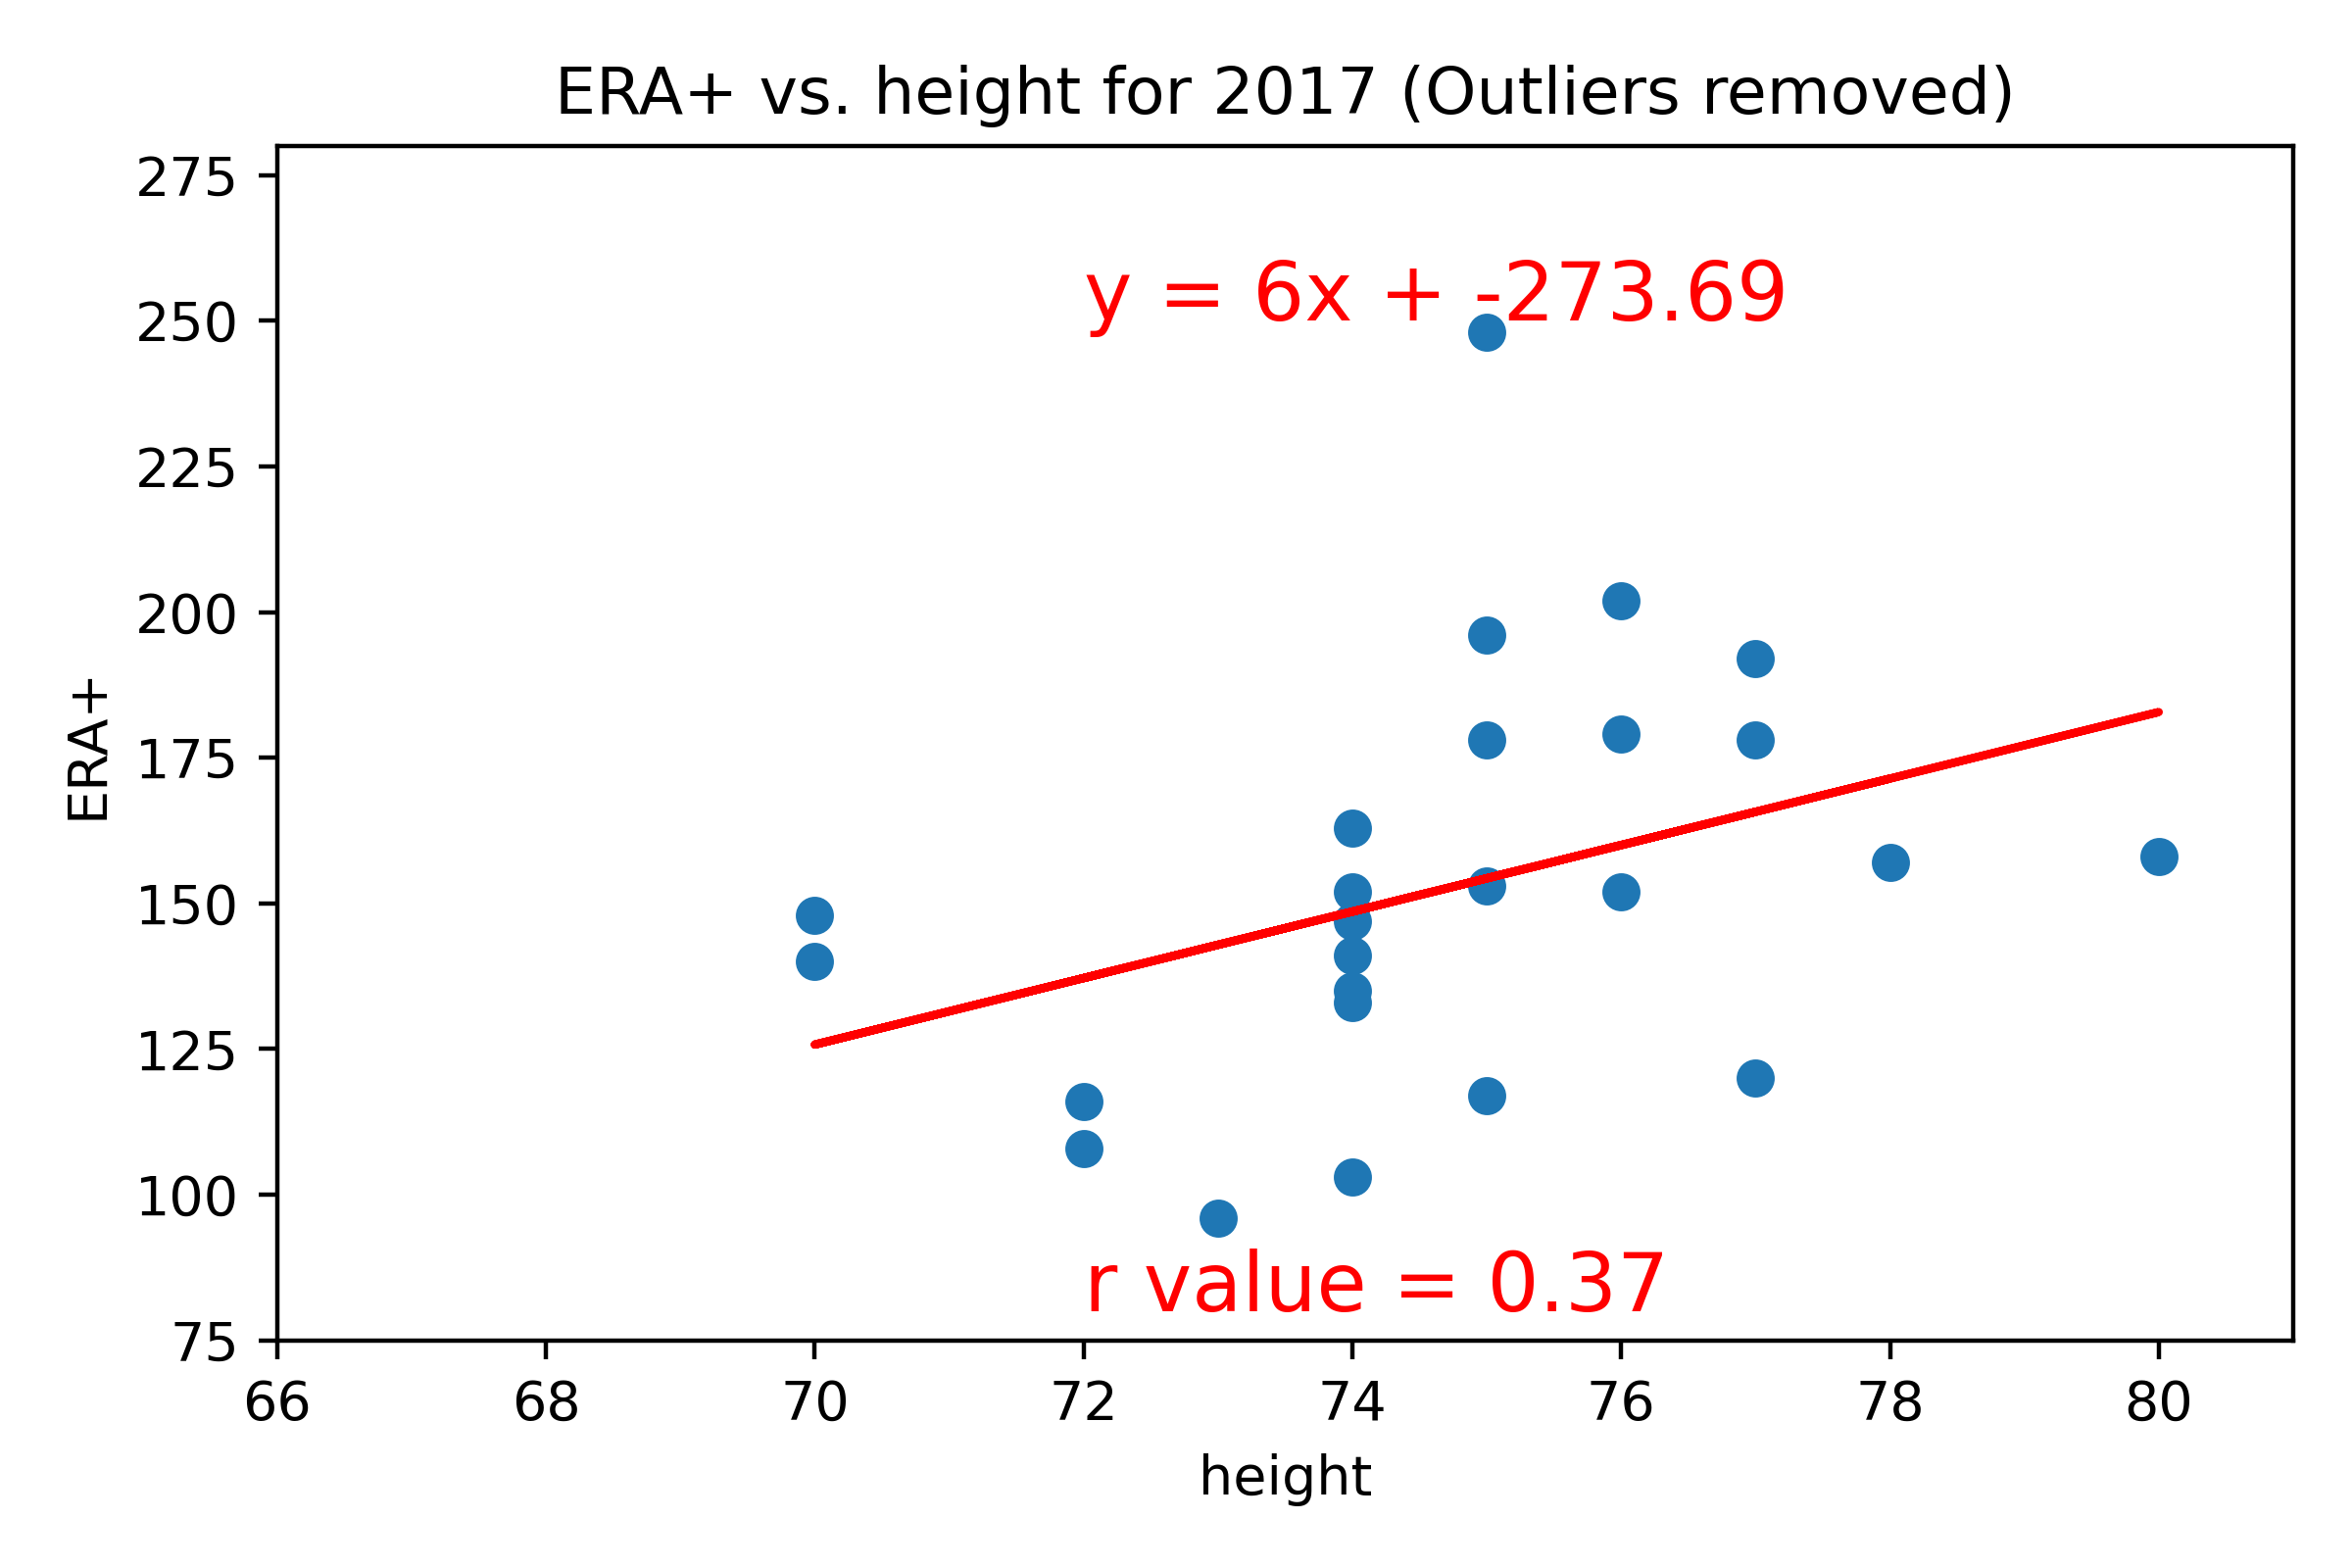 ERA+ vs. height for 2017 (Outliers removed)
275
250
225
200
175
150
125
100
75
ERA+
y = 6x + -273.69
r value = 0.37
66 68 70 72 74 76 78 80
height